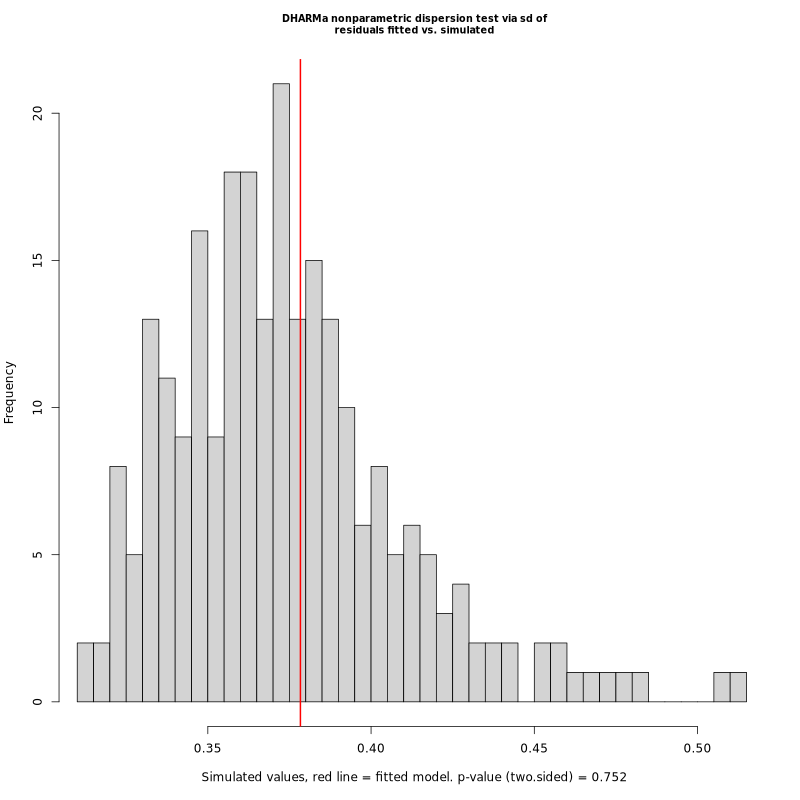 DHARMa nonparametric dispersion test via sd of
residuals fitted vs. simulated
Frequency
20
15
10
5
0
0.35 0.40 0.45 0.50
Simulated values, red line = fitted model. p-value (two.sided) = 0.752